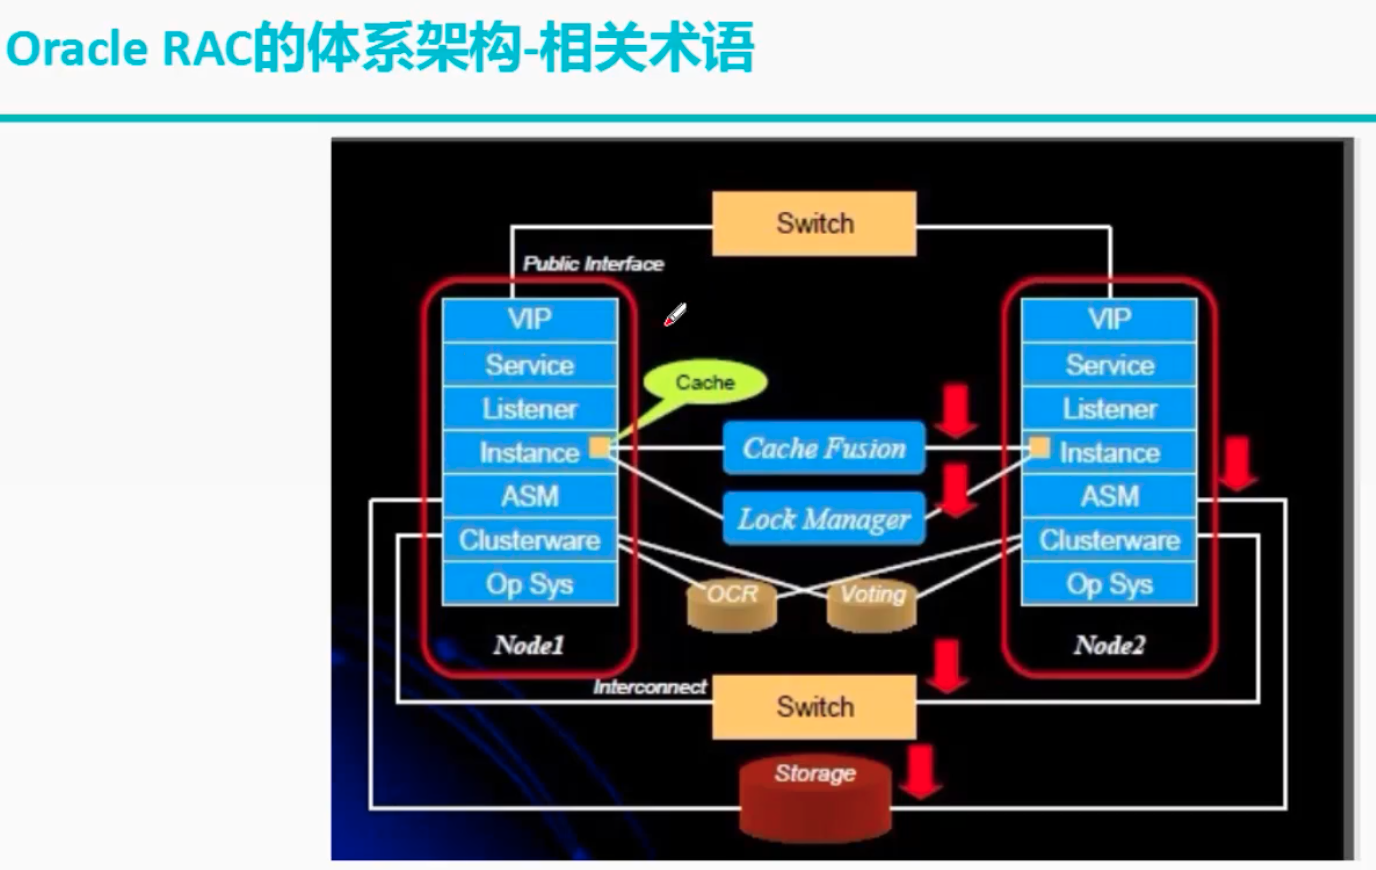 Oracle RAC的体系架构-相关术语
Switch
Public Interface
VIP
Service
Listener
Instance
ASM
Clusterware
Op Sys
Node1
Cache
Cache Fusion
Lock Manager
OCR
Voting
VIP
Service
Listener
Instance
ASM
Clusterware
Op Sys
Node2
Interconnect
Switch
Storage